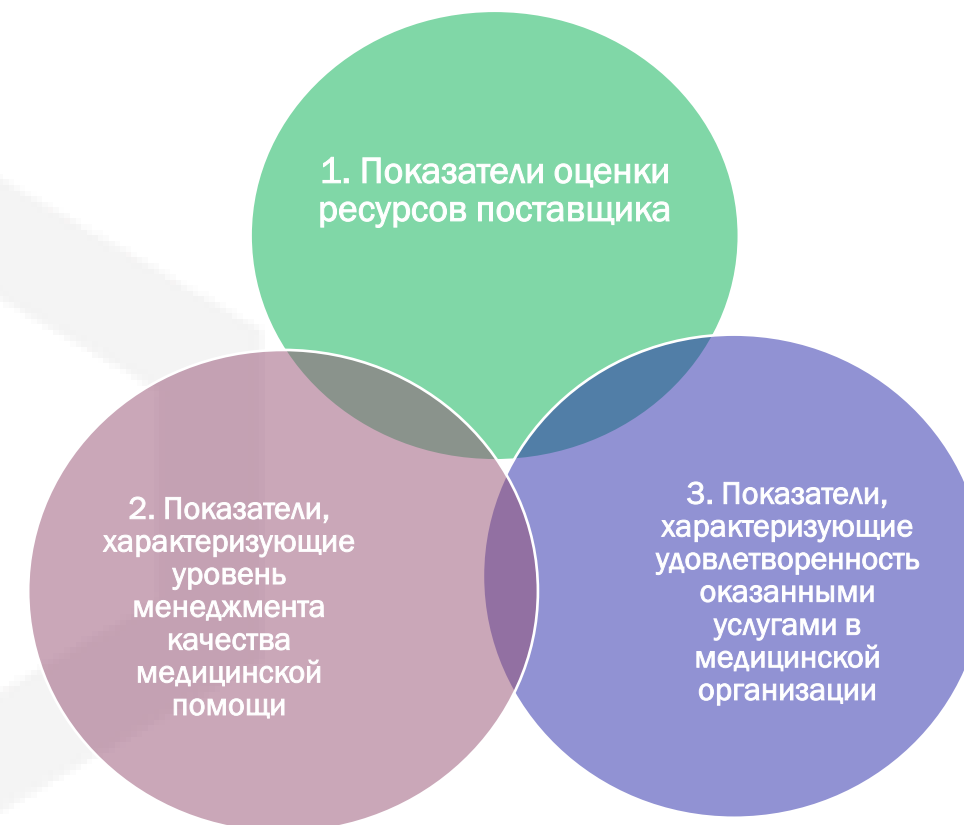 1. Показатели оценки
ресурсов поставщика
2. Показатели,
характеризующие
уровень
менеджмента
качества
медицинской
помощи
3. Показатели,
характеризующие
удовлетворенность
оказанными
услугами в
медицинской
организации